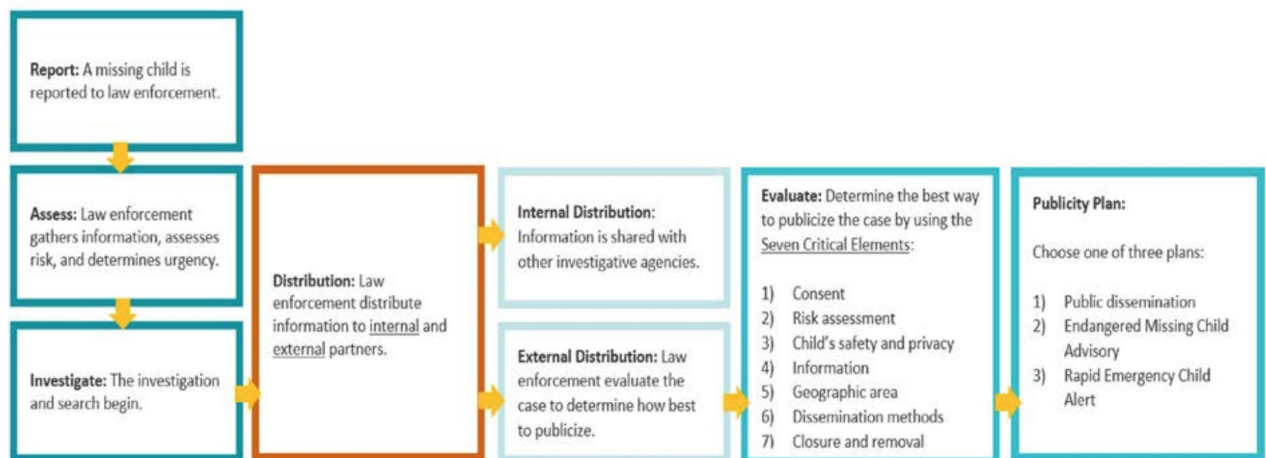 Report: A missing child is
reported to law enforcement.
Assess: Law enforcement
gathers information, assesses
risk, and determines urgency.
Investigate: The investigation
and search begin.
Distribution: Law
enforcement distribute
information to internal and
external partners.
Internal Distribution:
Information is shared with
other investigative agencies.
External Distribution: Law
enforcement evaluate the
case to determine how best
to publicize.
Evaluate: Determine the best way
to publicize the case by using the
Seven Critical Elements:
1) Consent
2) Risk assessment
3) Child's safety and privacy
4) Information
5) Geographic area
6) Dissemination methods
7) Closure and removal
Publicity Plan:
Choose one of three plans:
1) Public dissemination
2) Endangered Missing Child
Advisory
3) Rapid Emergency Child
Alert